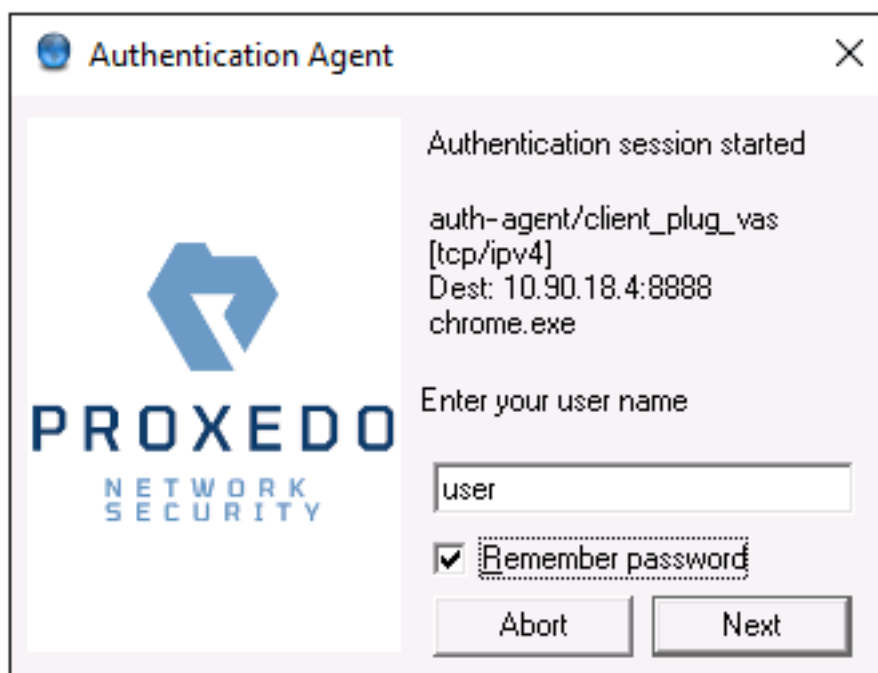 Authentication Agent
Authentication session started
auth-agent/client_plug_vas
[tcp/ipv4]
Dest: 10.90.18.4:8888
chrome.exe
PROXEDO
NETWORK
SECURITY
Enter your user name
user
Remember password
Abort
Next